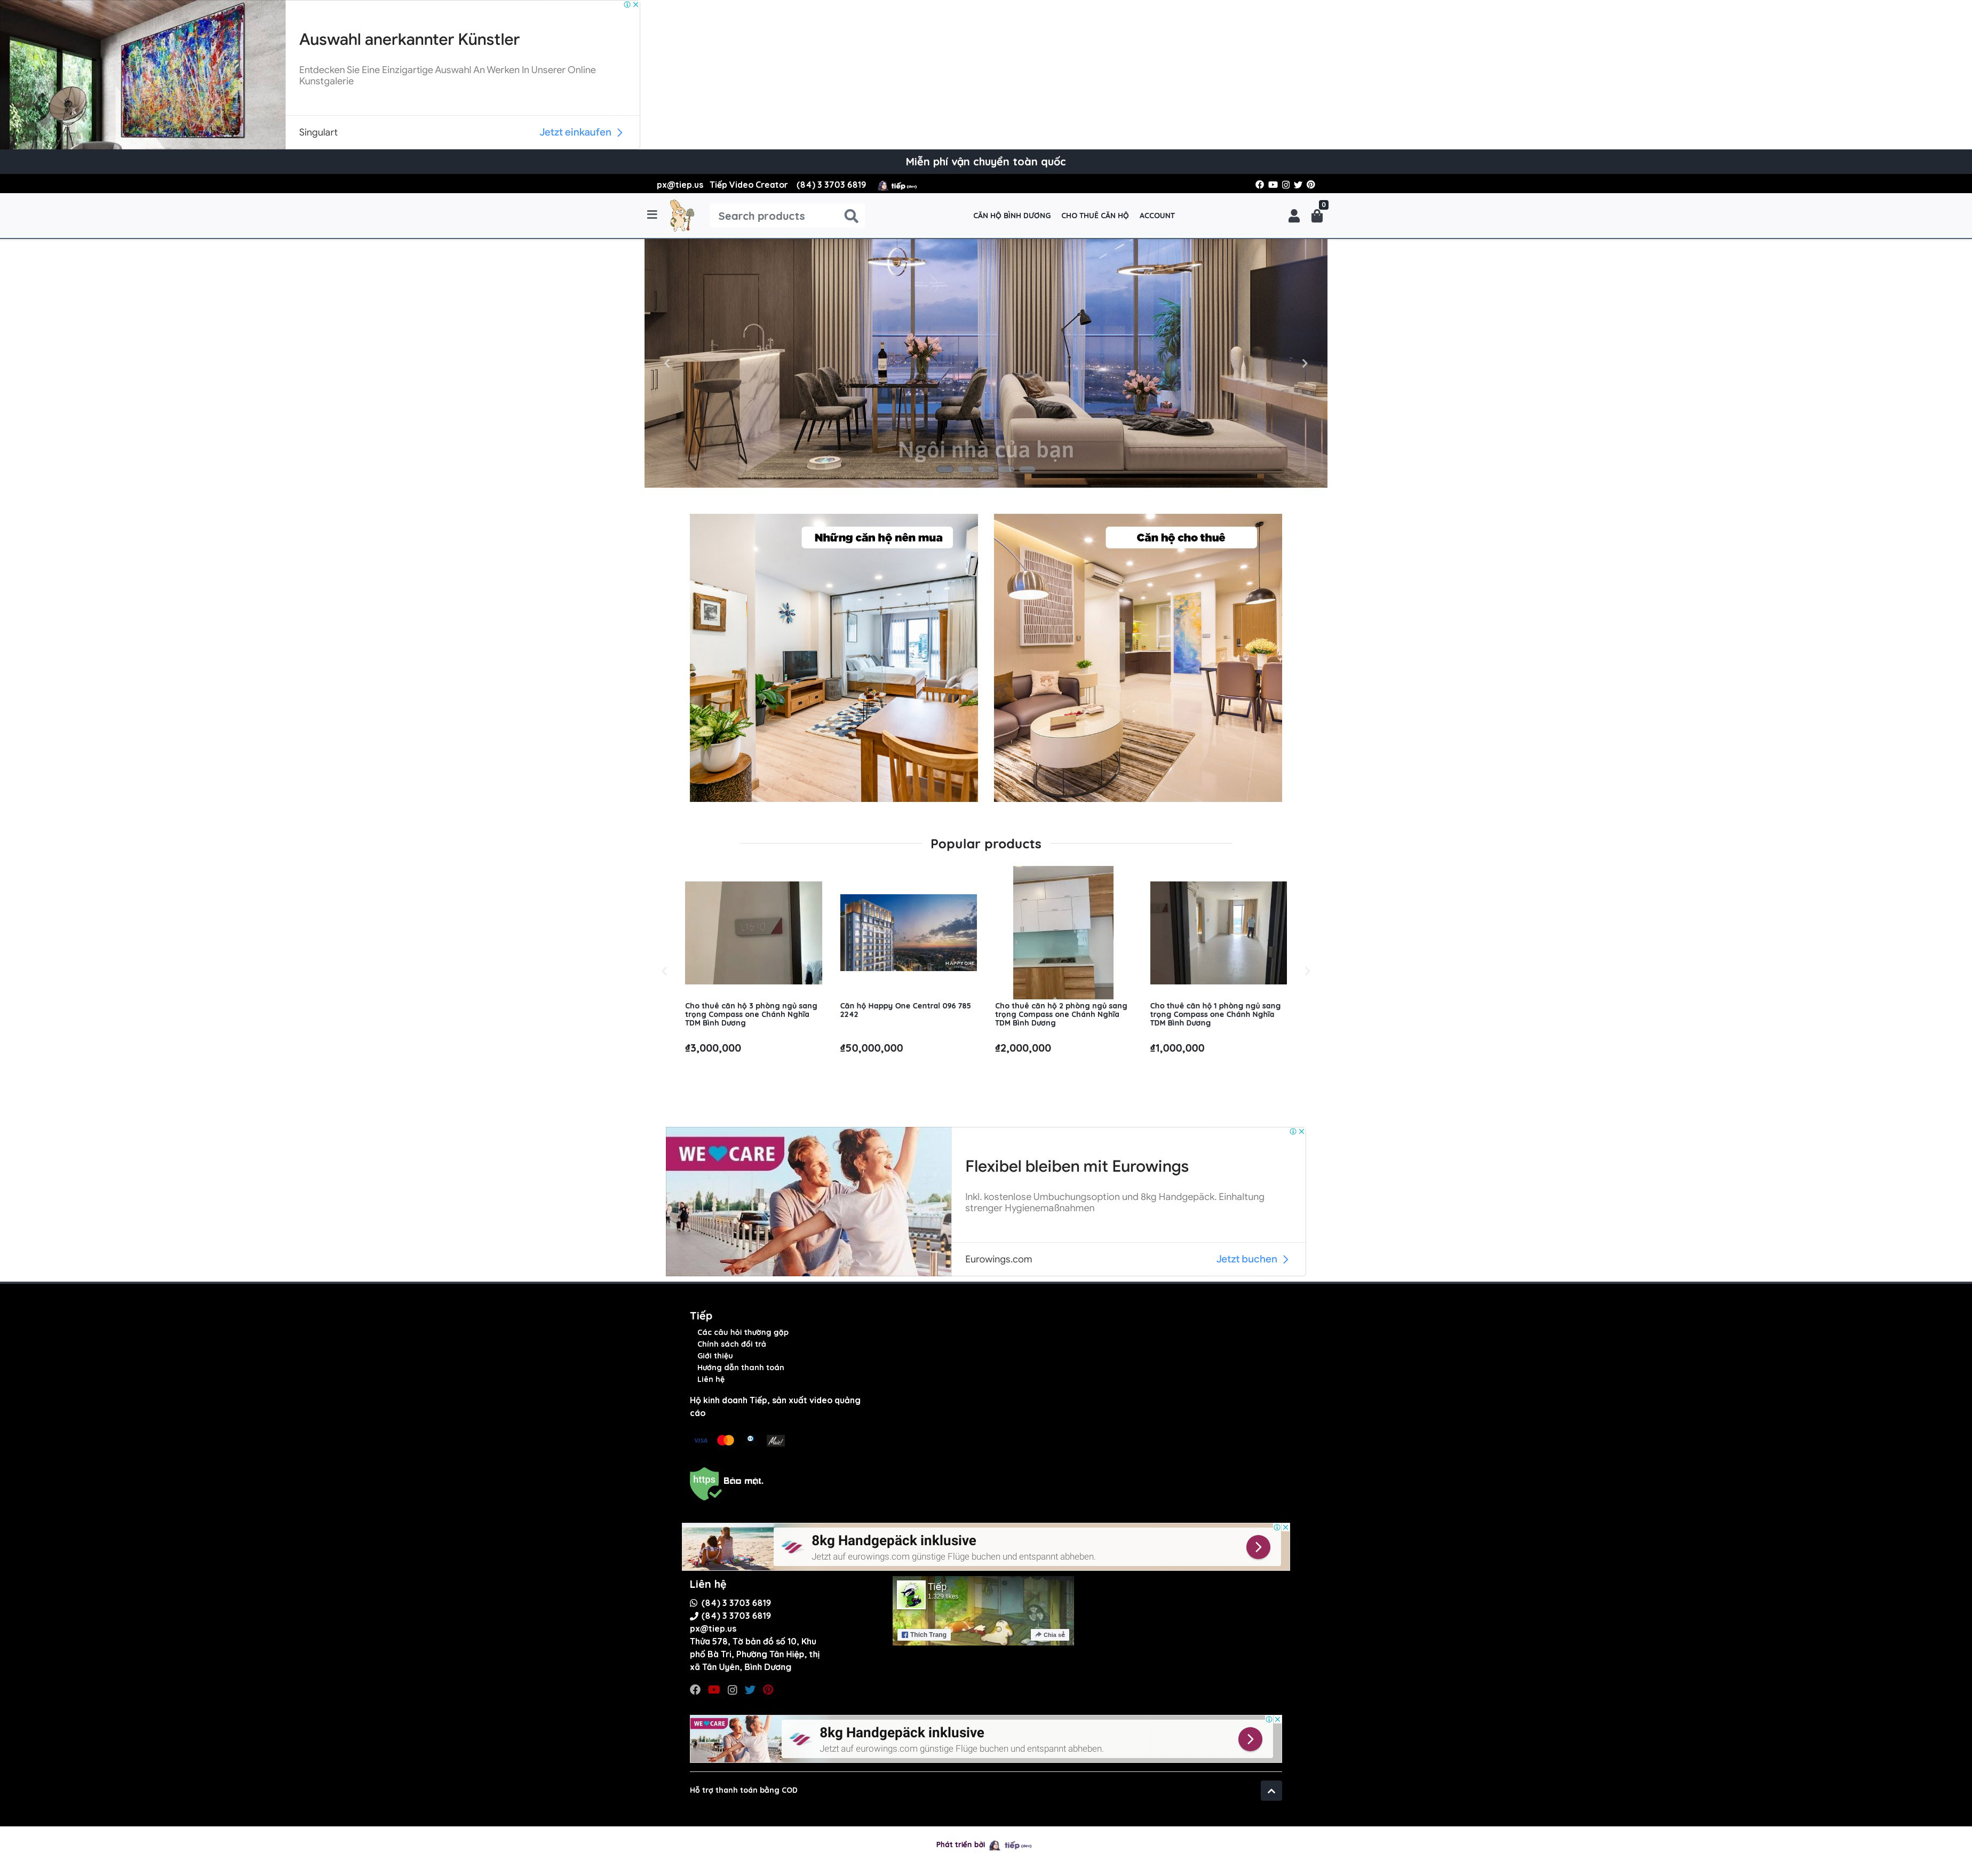 Auswahl anerkannter Künstler
Entdecken Sie Eine Einzigartige Auswahl An Werken In Unserer Online
Kunstgalerie
Singulart
Jetzt einkaufen
Miễn phí vận chuyển toàn quốc
px@tiep.us Tiếp Video Creator (84) 3 3703 6819 tiếp
Search products
CĂN HỘ BÌNH DƯƠNG CHO THUÊ CĂN HỘ ACCOUNT
0
Ngôi nhà của bạn
Những căn hộ nên mua
Căn hộ cho thuê
Popular products
HAPPY ONE
Cho thuê căn hộ 3 phòng ngủ sang
trọng Compass one Chánh Nghĩa
TDM Bình Dương
₫3,000,000
Căn hộ Happy One Central 096 785
2242
₫50,000,000
Cho thuê căn hộ 2 phòng ngủ sang
trọng Compass one Chánh Nghĩa
TDM Bình Dương
₫2,000,000
Cho thuê căn hộ 1 phòng ngủ sang
trọng Compass one Chánh Nghĩa
TDM Bình Dương
₫1,000,000
WE CARE
Flexibel bleiben mit Eurowings
Inkl. kostenlose Umbuchungsoption und 8kg Handgepäck. Einhaltung
strenger Hygienemaßnahmen
Eurowings.com
Jetzt buchen
Tiếp
Các câu hỏi thường gặp
Chính sách đổi trả
Giới thiệu
Hướng dẫn thanh toán
Liên hệ
Hộ kinh doanh Tiếp, sản xuất video quảng
cáo
VISA
https Bảo mật.
8kg Handgepäck inklusive
Jetzt auf eurowings.com günstige Flüge buchen und entspannt abheben.
Liên hệ
(84) 3 3703 6819
(84) 3 3703 6819
px@tiep.us
Thửa 578, Tờ bản đồ số 10, Khu
phố Bà Tri, Phường Tân Hiệp, thị
xã Tân Uyên, Bình Dương
Tiếp
1.329 likes
Thích Trang
Chia sẻ
WE CARE
8kg Handgepäck inklusive
Jetzt auf eurowings.com günstige Flüge buchen und entspannt abheben.
Hỗ trợ thanh toán bằng COD
Phát triển bởi tiếp